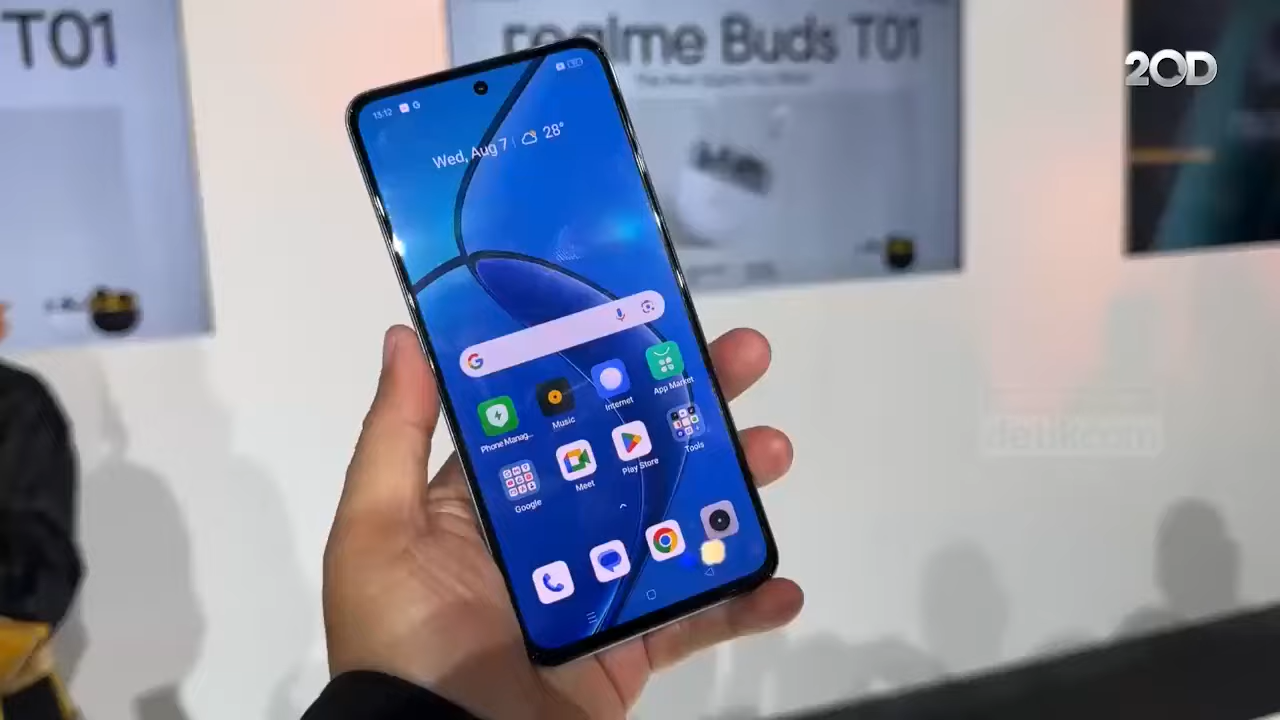 T01
realme Buds T01
20D
15:12
Wed, Aug 7 | 28°
Phone Manag...
Music
Internet
App Market
Google
Meet
Play Store
Tools
detikcom